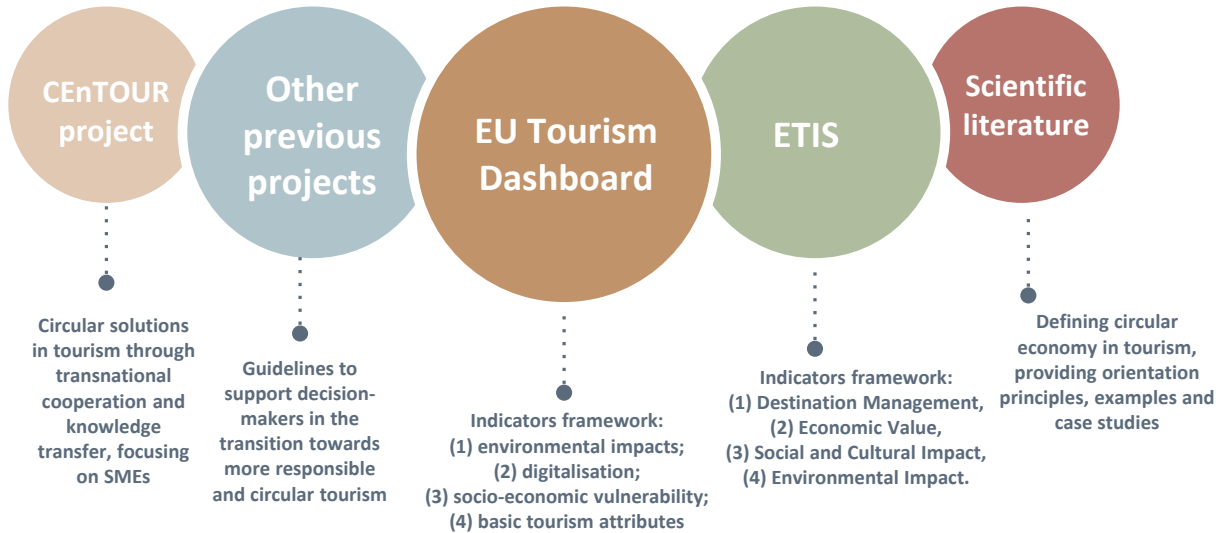 CEnTOUR
project
Circular solutions
in tourism through
transnational
cooperation and
knowledge
transfer, focusing
on SMEs
Other
previous
projects
Guidelines to
support decision-
makers in the
transition towards
more responsible
and circular tourism
EU Tourism
Dashboard
Indicators framework:
(1) environmental impacts;
(2) digitalisation;
(3) socio-economic vulnerability;
(4) basic tourism attributes
ETIS
Indicators framework:
(1) Destination Management,
(2) Economic Value,
(3) Social and Cultural Impact,
(4) Environmental Impact.
Scientific
literature
Defining circular
economy in tourism,
providing orientation
principles, examples and
case studies